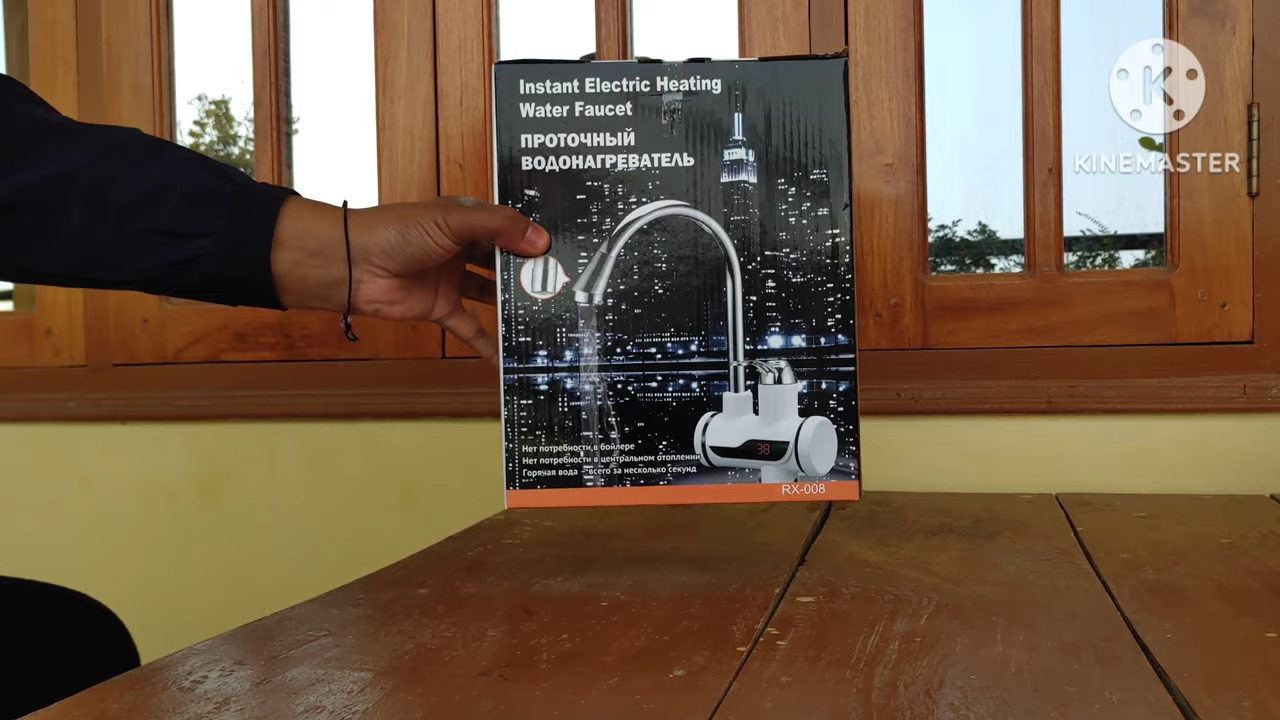 Instant Electric Heating
Water Faucet
ПРОТОЧНЫЙ
ВОДОНАГРЕВАТЕЛЬ
38
Нет потребности в бойлере
Нет потребности в центральном отоплении
Горячая вода – всего за несколько секунд
RX-008
K
KINEMASTER